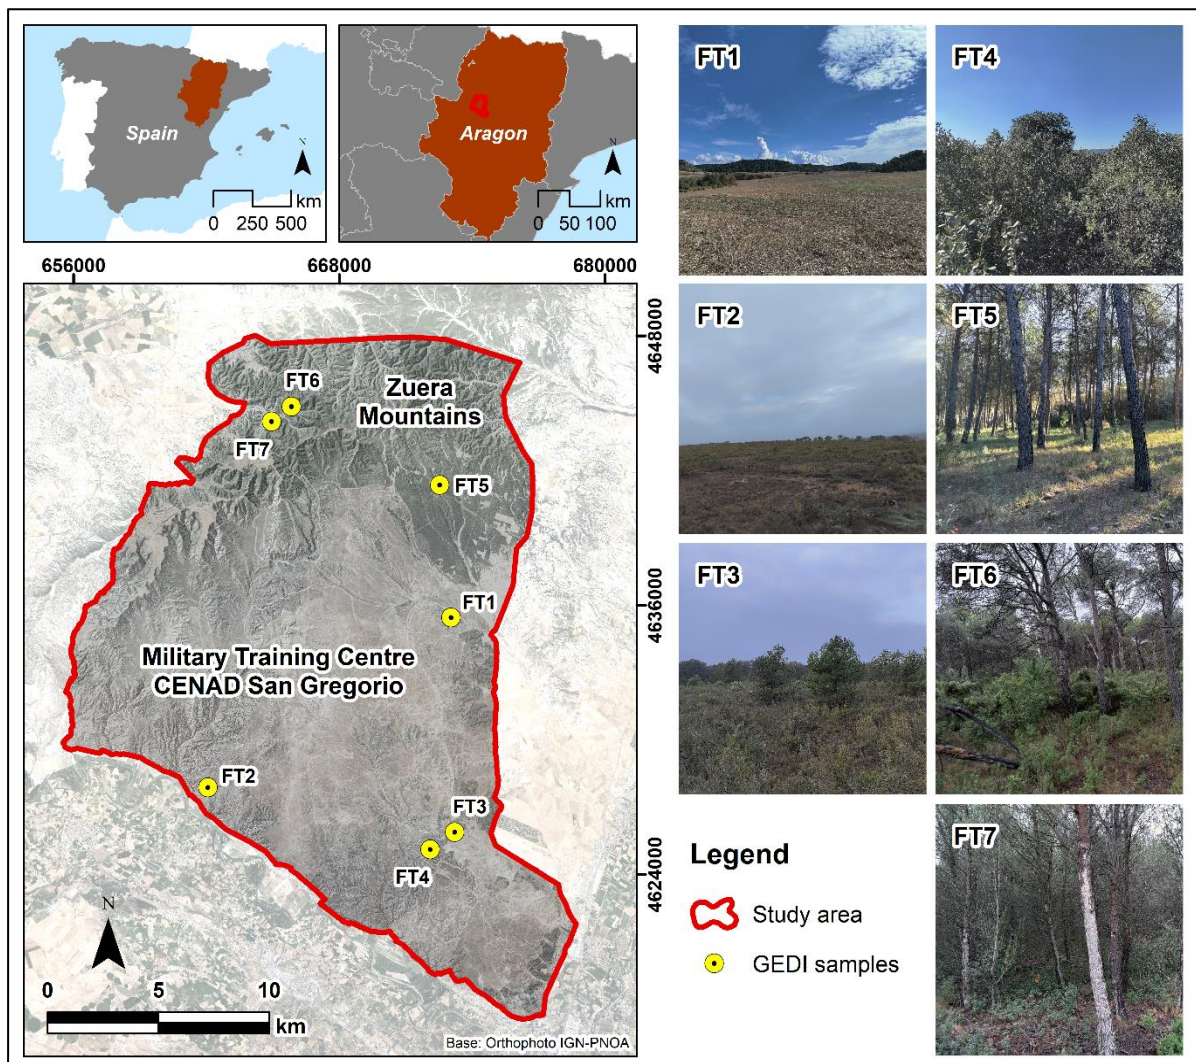 Spain
N
km
0 250 500
Aragon
N
km
0 50 100
656000 668000 680000
4648000
4636000
4624000
FT6
Zuera
Mountains
FT7
FT5
FT1
Military Training Centre
CENAD San Gregorio
FT2
FT3
FT4
N
0 5 10
km
Base: Orthophoto IGN-PNOA
FT1
FT4
FT2
FT5
FT3
FT6
FT7
Legend
Study area
GEDI samples